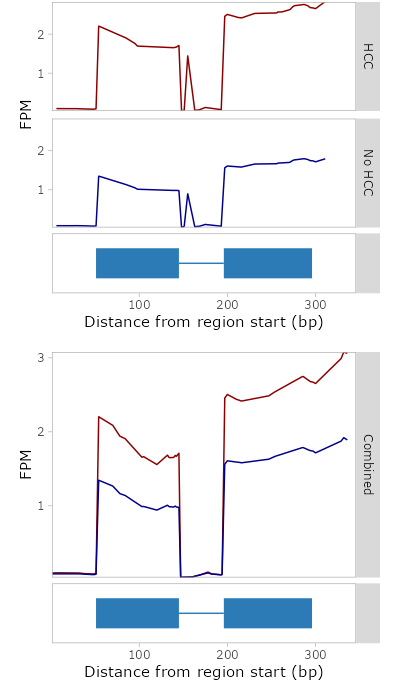 2
1
HCC
FPM
2
1
No HCC
100 200 300
Distance from region start (bp)
3
2
1
FPM
Combined
100 200 300
Distance from region start (bp)